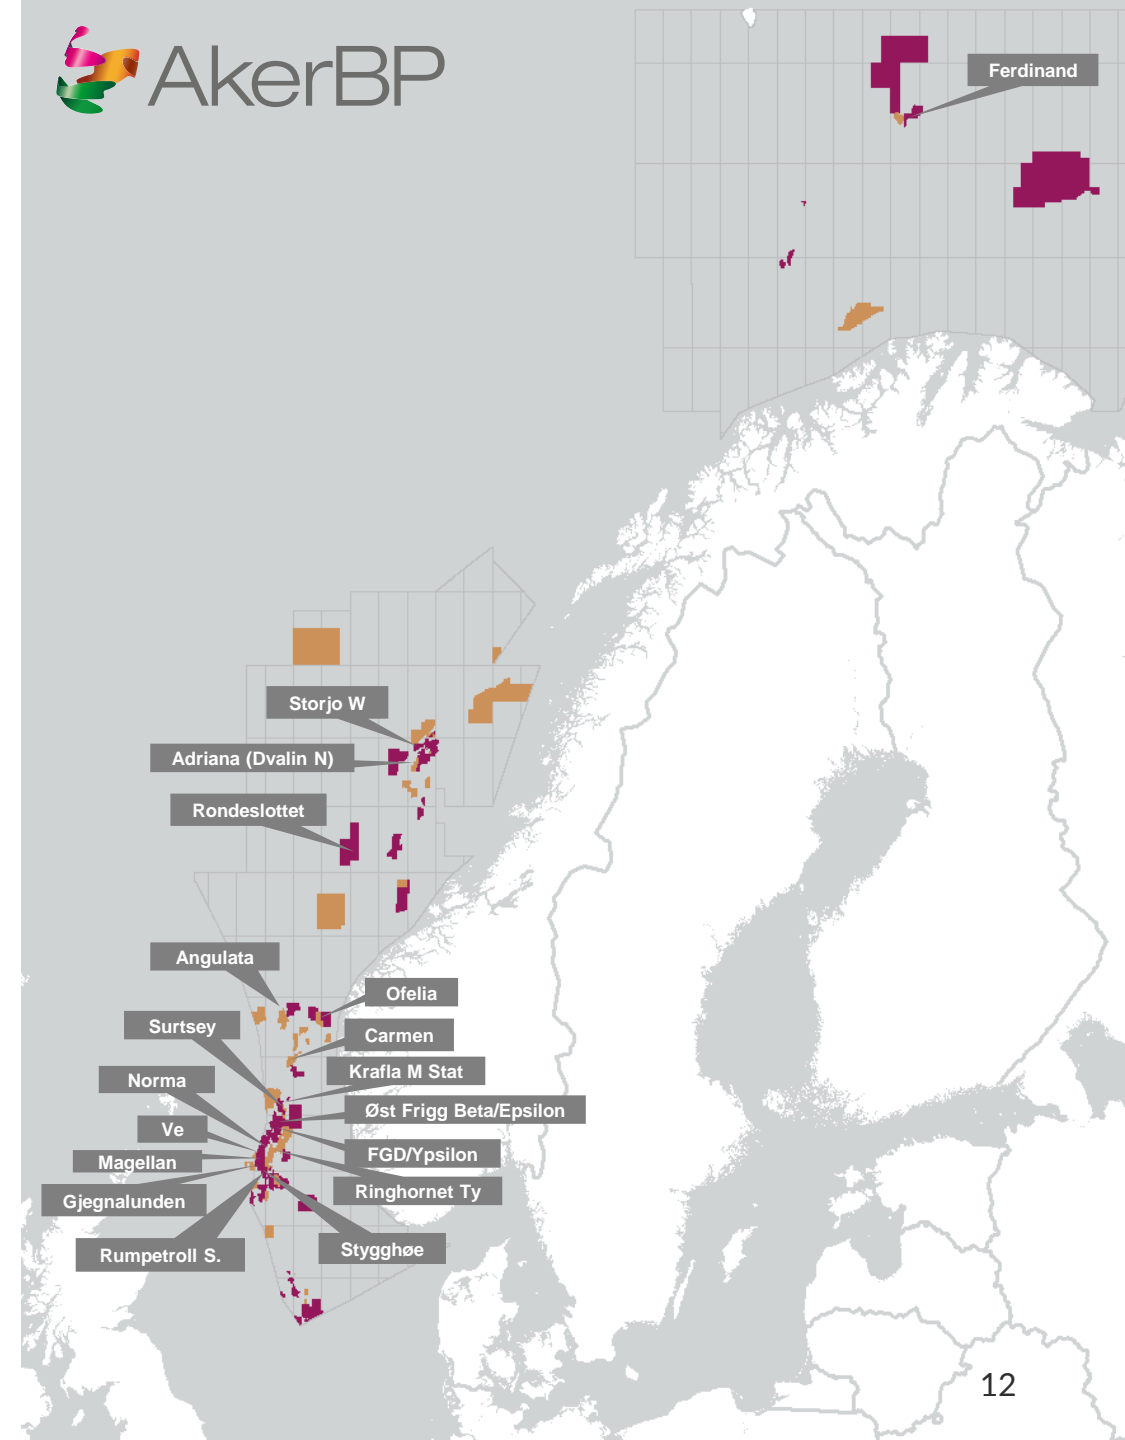 AkerBP
Ferdinand
Storjo W
Adriana (Dvalin N)
Rondeslottet
Angulata
Ofelia
Surtsey
Carmen
Krafla M Stat
Norma
Øst Frigg Beta/Epsilon
Ve
FGD/Ypsilon
Magellan
Ringhornet Ty
Gjegnalunden
Stygghøe
Rumpetroll S.
12